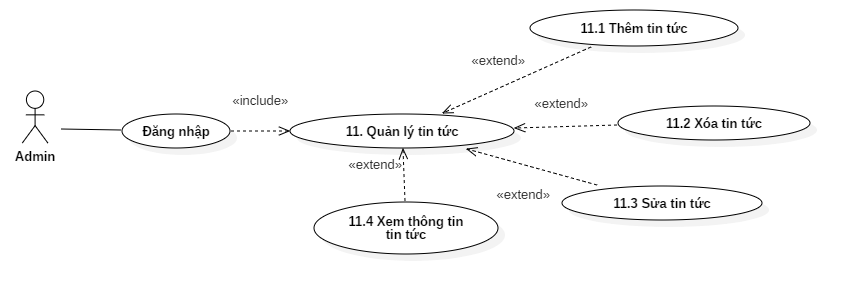 11.1 Thêm tin tức
«extend»
«include»
«extend»
11.2 Xóa tin tức
Đăng nhập
11. Quản lý tin tức
Admin
«extend»
«extend»
11.3 Sửa tin tức
11.4 Xem thông tin
tin tức